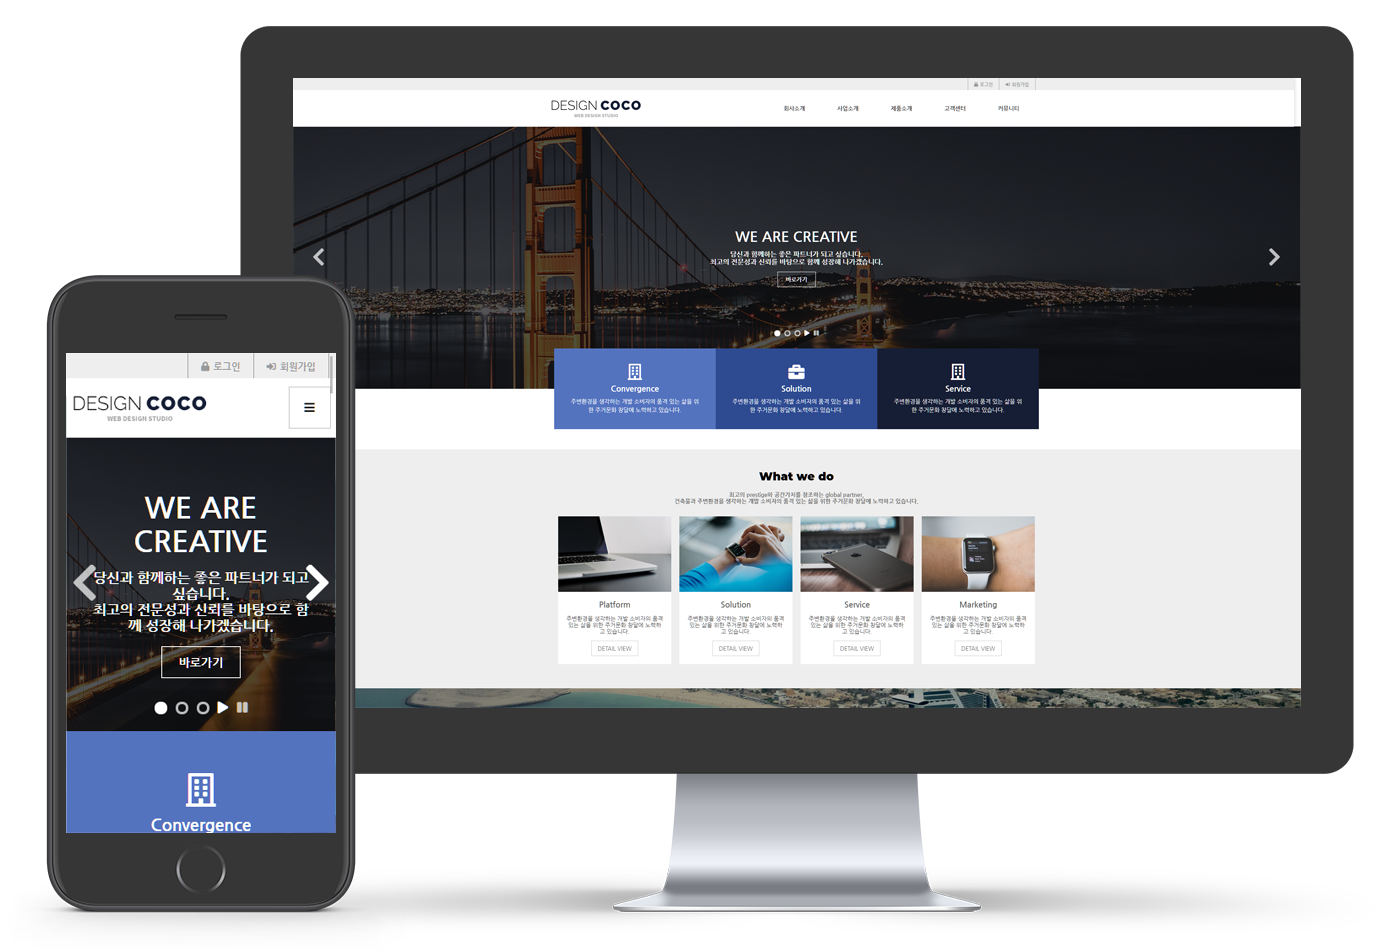 로그인 회원가입
DESIGN COCO
WEB DESIGN STUDIO
회사소개 사업소개 제품소개 고객센터 커뮤니티
WE ARE CREATIVE
당신과 함께하는 좋은 파트너가 되고 싶습니다.
최고의 전문성과 신뢰를 바탕으로 함께 성장해 나가겠습니다.
바로가기
Convergence
주변환경을 생각하는 개발 소비자의 품격 있는 삶을 위
한 주거문화 창달에 노력하고 있습니다.
Solution
주변환경을 생각하는 개발 소비자의 품격 있는 삶을 위
한 주거문화 창달에 노력하고 있습니다.
Service
주변환경을 생각하는 개발 소비자의 품격 있는 삶을 위
한 주거문화 창달에 노력하고 있습니다.
What we do
최고의 prestige와 공간가치를 창조하는 global partner,
건축물과 주변환경을 생각하는 개발 소비자의 품격 있는 삶을 위한 주거문화 창달에 노력하고 있습니다.
Platform
주변환경을 생각하는 개발 소비자의 품격
있는 삶을 위한 주거문화 창달에 노력하
고 있습니다.
DETAIL VIEW
Solution
주변환경을 생각하는 개발 소비자의 품격
있는 삶을 위한 주거문화 창달에 노력하
고 있습니다.
DETAIL VIEW
Service
주변환경을 생각하는 개발 소비자의 품격
있는 삶을 위한 주거문화 창달에 노력하
고 있습니다.
DETAIL VIEW
Marketing
주변환경을 생각하는 개발 소비자의 품격
있는 삶을 위한 주거문화 창달에 노력하
고 있습니다.
DETAIL VIEW
로그인 회원가입
DESIGN COCO
WEB DESIGN STUDIO
WE ARE
CREATIVE
당신과 함께하는 좋은 파트너가 되고
싶습니다.
최고의 전문성과 신뢰를 바탕으로 함
께 성장해 나가겠습니다.
바로가기
Convergence